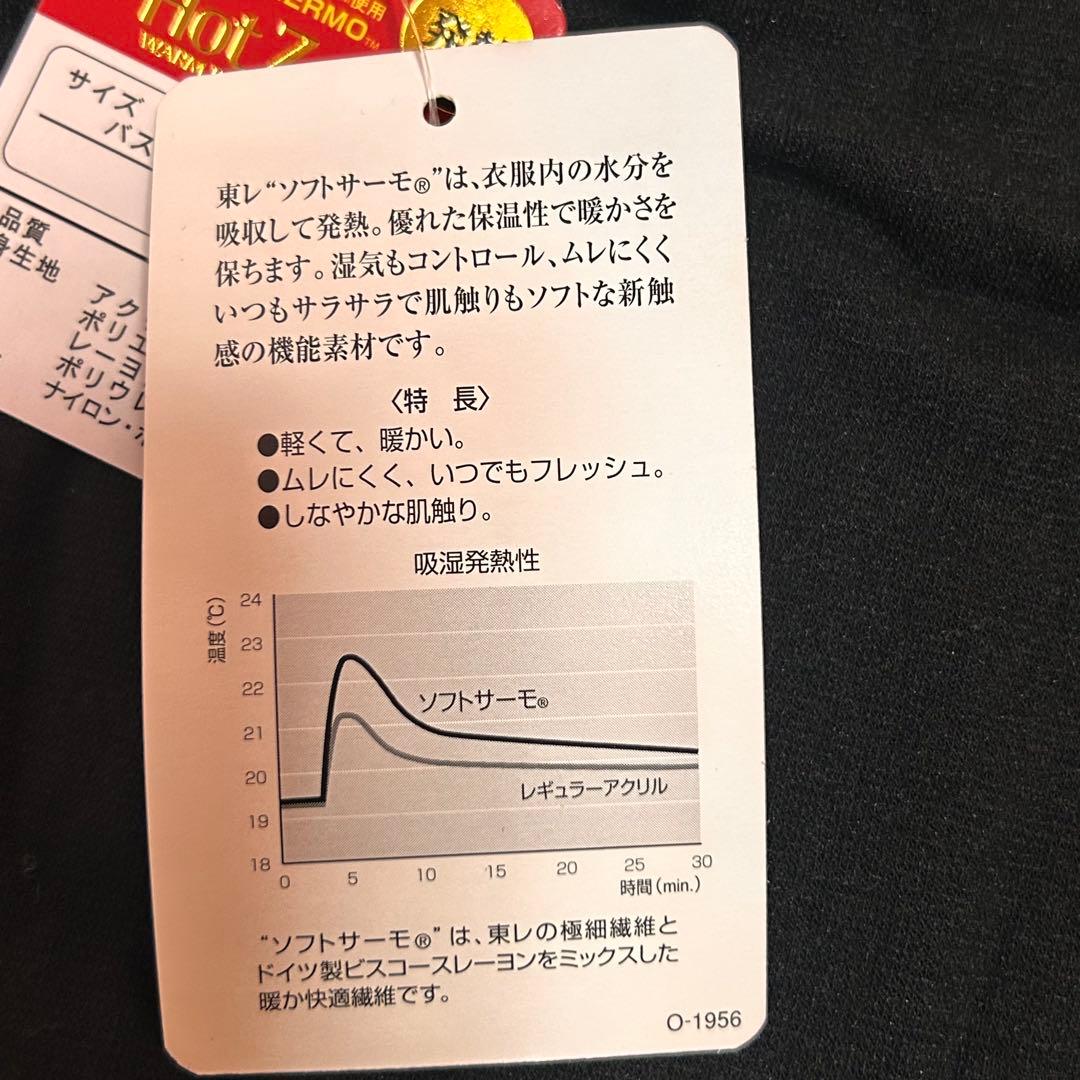 使用
ERMO™
Hot
サイズ
バス
品質
身生地
アク
ポリエ
レーヨ
ポリウレ
ナイロン・ポ
東レ“ソフトサーモ®”は、衣服内の水分を
吸収して発熱。優れた保温性で暖かさを
保ちます。湿気もコントロール、ムレにくく
いつもサラサラで肌触りもソフトな新触
感の機能素材です。
〈特 長〉
●軽くて、暖かい。
●ムレにくく、いつでもフレッシュ。
●しなやかな肌触り。
吸湿発熱性
温度(℃)
24
23
22
21
20
19
18
ソフトサーモ®
レギュラーアクリル
0 5 10 15 20 25 30
時間(min.)
“ソフトサーモ®”は、東レの極細繊維と
ドイツ製ビスコースレーヨンをミックスした
暖か快適繊維です。
O-1956